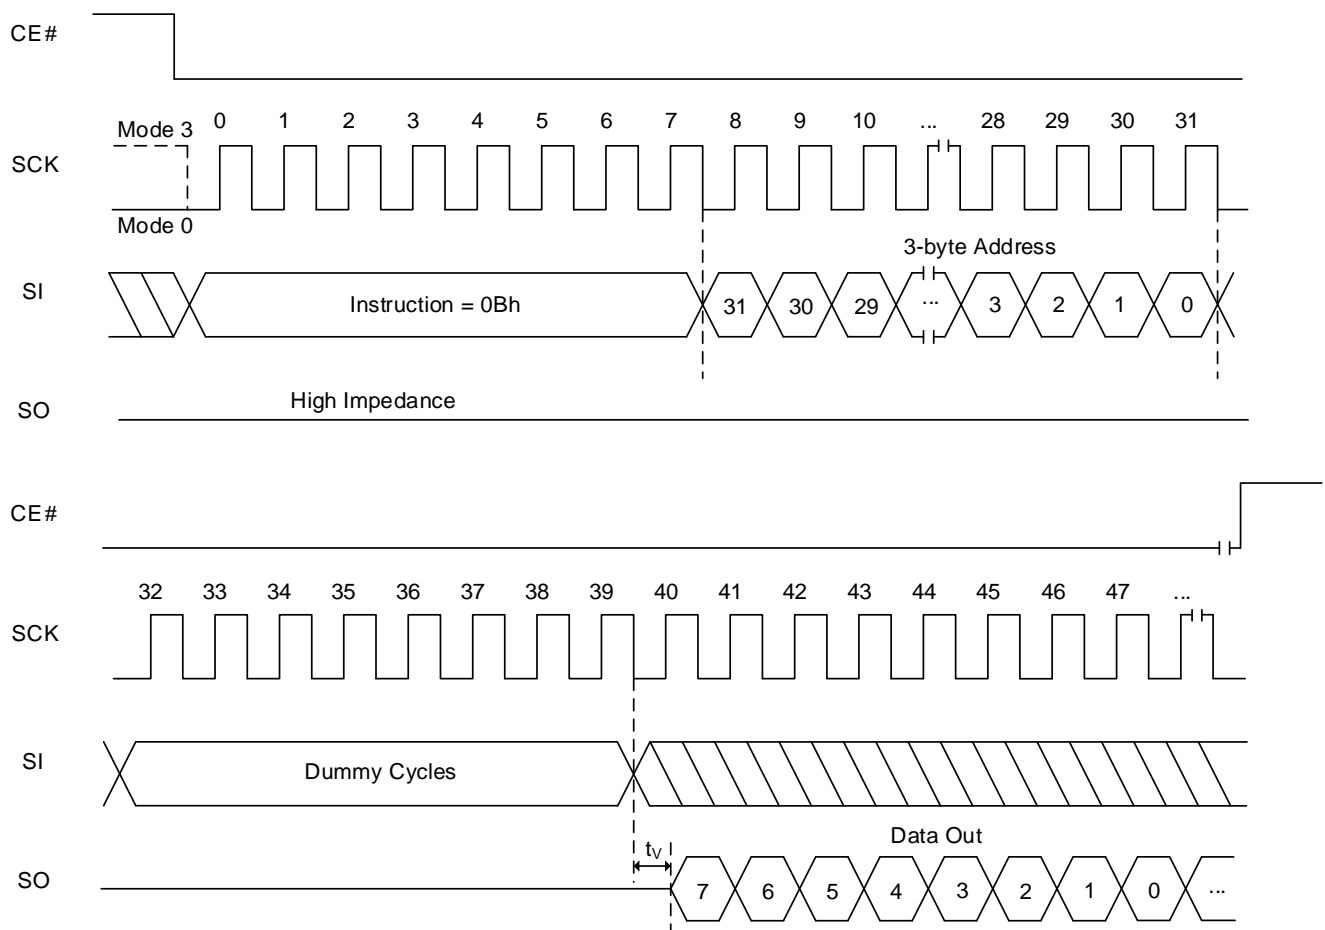 CE#
Mode 3 0 1 2 3 4 5 6 7 8 9 10 ... 28 29 30 31
SCK
Mode 0
3-byte Address
SI Instruction = 0Bh 31 30 29 ... 3 2 1 0
SO High Impedance
CE#
32 33 34 35 36 37 38 39 40 41 42 43 44 45 46 47 ...
SCK
SI Dummy Cycles
Data Out
tV
SO 7 6 5 4 3 2 1 0 ...